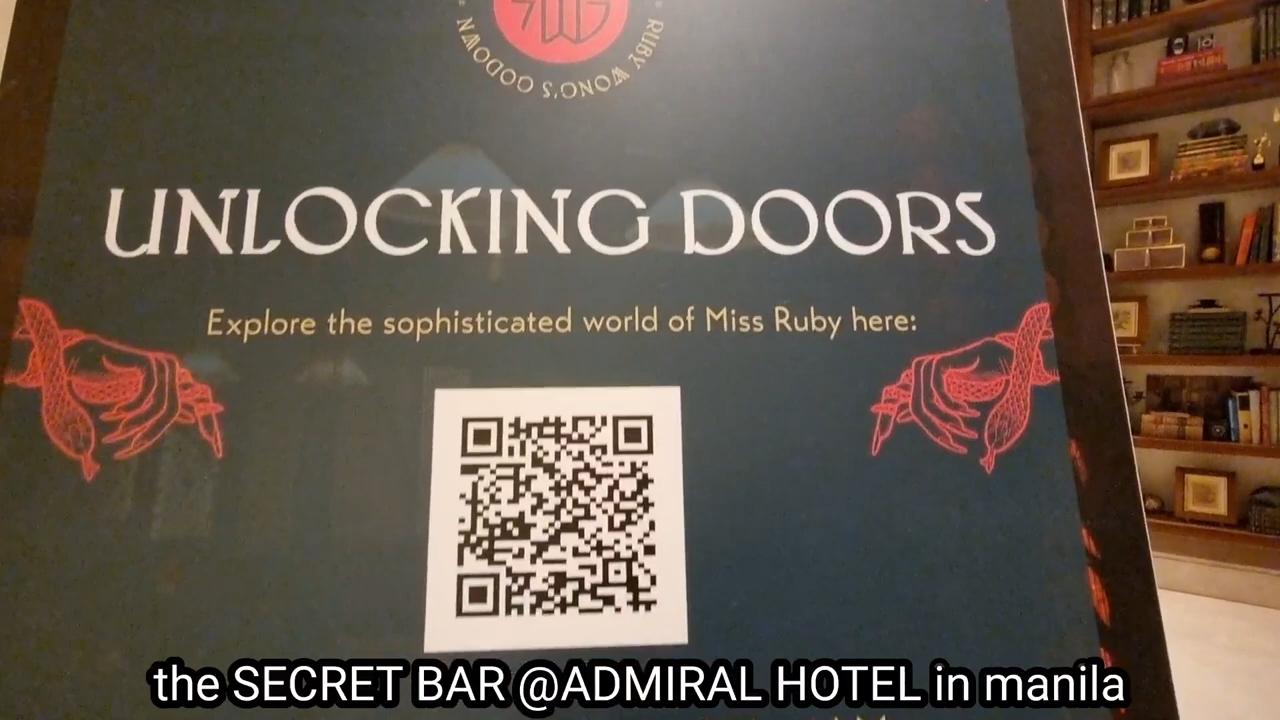 RUBY WONG'S GODOWN
UNLOCKING DOORS
Explore the sophisticated world of Miss Ruby here:
the SECRET BAR @ADMIRAL HOTEL in manila